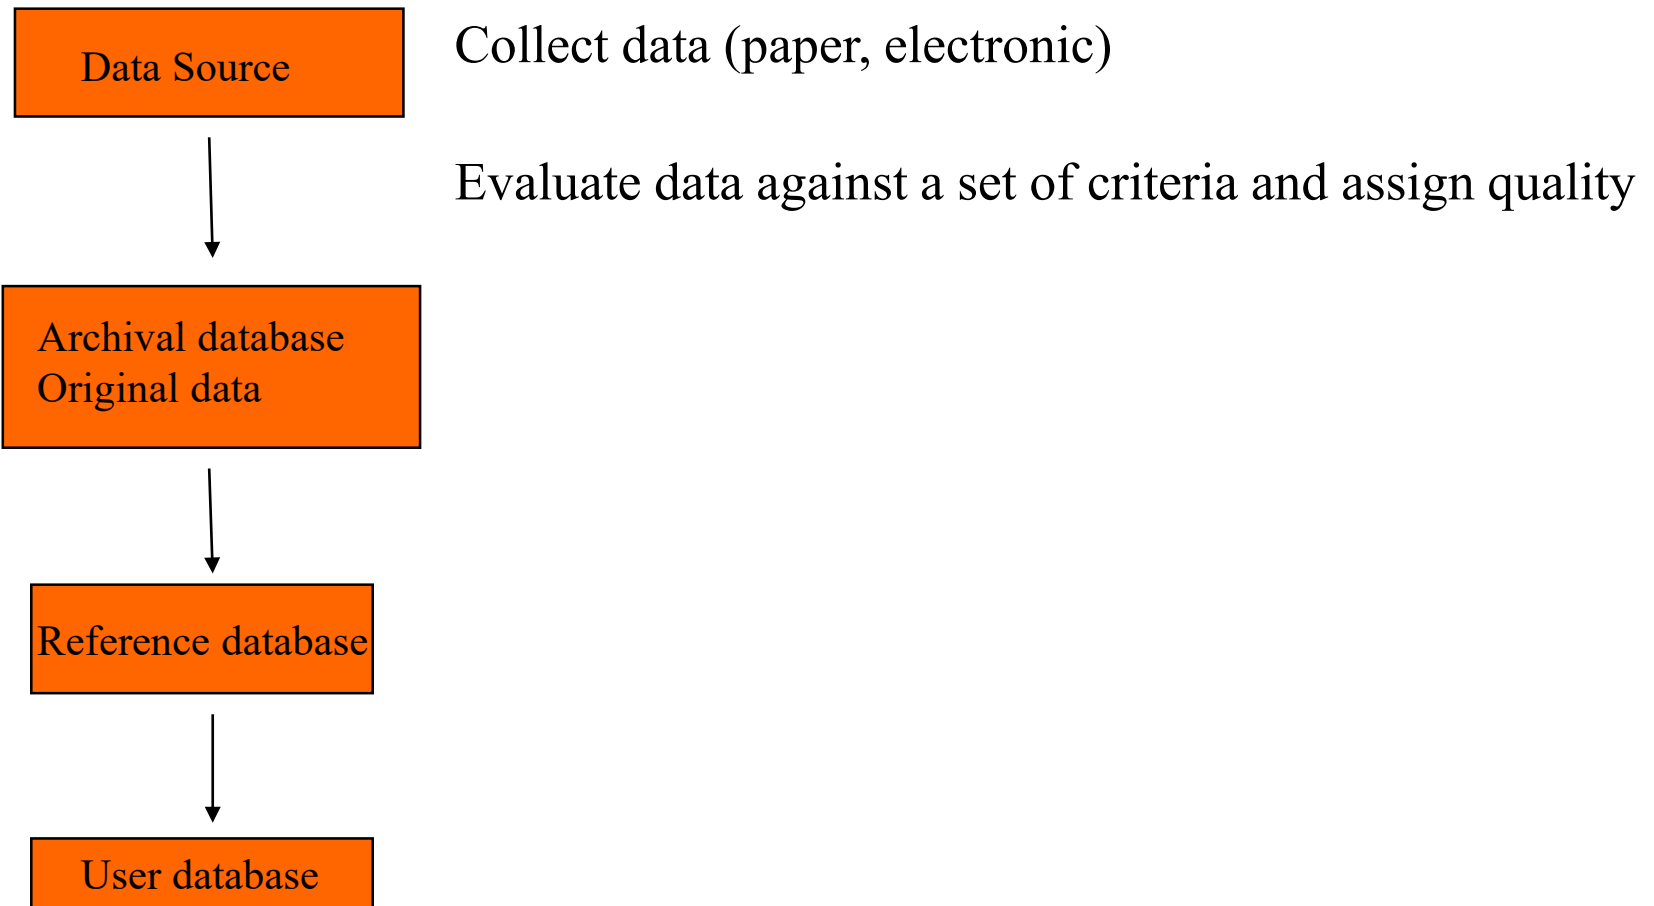 Data Source
Collect data (paper, electronic)
Evaluate data against a set of criteria and assign quality
Archival database
Original data
Reference database
User database